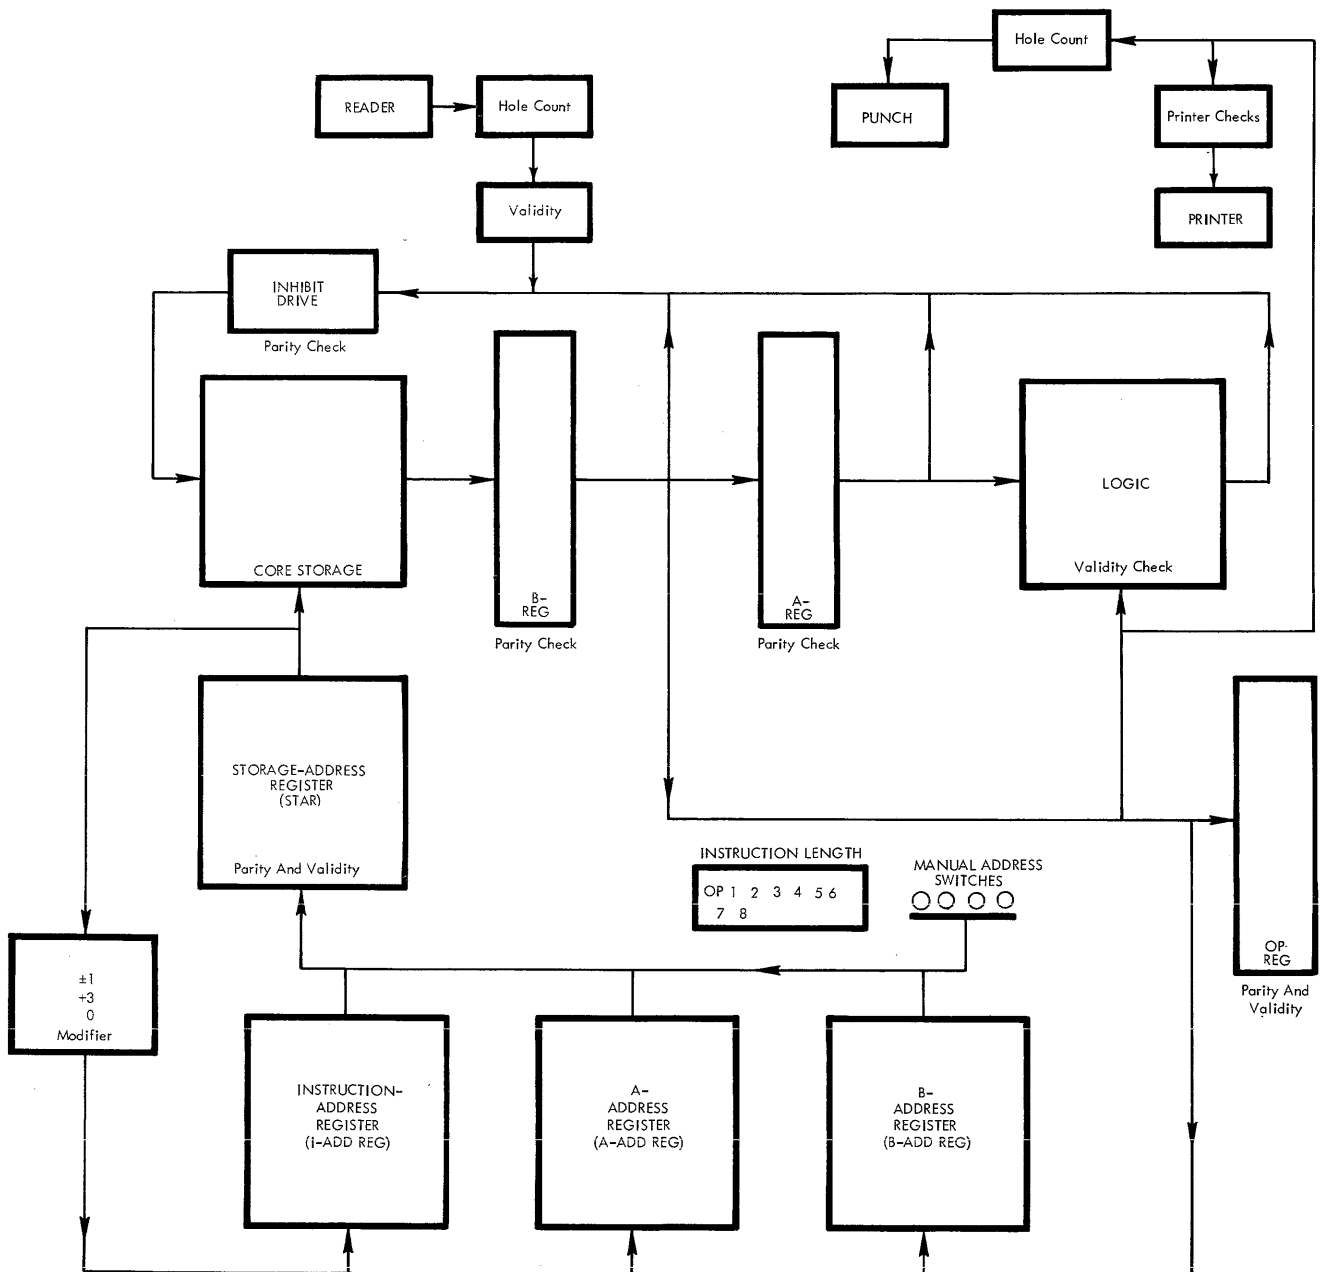 Hole Count
READER
Hole Count
PUNCH
Printer Checks
Validity
PRINTER
INHIBIT
DRIVE
Parity Check
LOGIC
CORE STORAGE
Validity Check
B-
REG
A-
REG
Parity Check
Parity Check
STORAGE-ADDRESS
REGISTER
(STAR)
Parity And Validity
INSTRUCTION LENGTH
OP 1 2 3 4 5 6
7 8
MANUAL ADDRESS
SWITCHES
OP-
REG
Parity And
Validity
±1
+3
0
Modifier
INSTRUCTION-
ADDRESS
REGISTER
(I-ADD REG)
A-
ADDRESS
REGISTER
(A-ADD REG)
B-
ADDRESS
REGISTER
(B-ADD REG)